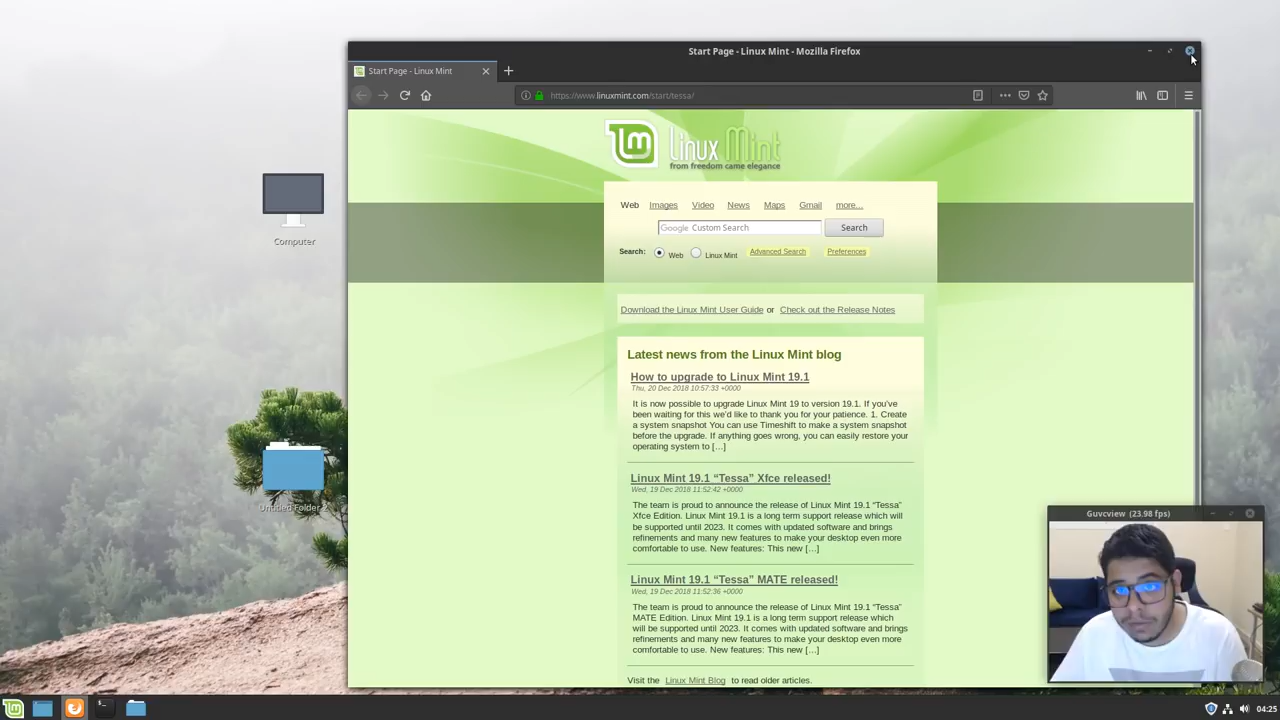 Start Page - Linux Mint - Mozilla Firefox
Start Page - Linux Mint
https://www.linuxmint.com/start/tessa/
Linux Mint
from freedom came elegance
Web Images Video News Maps Gmail more...
Google Custom Search Search
Search: Web Linux Mint Advanced Search Preferences
Download the Linux Mint User Guide or Check out the Release Notes
Latest news from the Linux Mint blog
How to upgrade to Linux Mint 19.1
Thu, 20 Dec 2018 10:57:33 +0000
It is now possible to upgrade Linux Mint 19 to version 19.1. If you've
been waiting for this we'd like to thank you for your patience. 1. Create
a system snapshot You can use Timeshift to make a system snapshot
before the upgrade. If anything goes wrong, you can easily restore your
operating system to […]
Linux Mint 19.1 “Tessa” Xfce released!
Wed, 19 Dec 2018 11:52:42 +0000
The team is proud to announce the release of Linux Mint 19.1 “Tessa”
Xfce Edition. Linux Mint 19.1 is a long term support release which will
be supported until 2023. It comes with updated software and brings
refinements and many new features to make your desktop even more
comfortable to use. New features: This new […]
Linux Mint 19.1 “Tessa” MATE released!
Wed, 19 Dec 2018 11:52:36 +0000
The team is proud to announce the release of Linux Mint 19.1 “Tessa”
MATE Edition. Linux Mint 19.1 is a long term support release which
will be supported until 2023. It comes with updated software and brings
refinements and many new features to make your desktop even more
comfortable to use. New features: This new […]
Visit the Linux Mint Blog to read older articles.
Computer
Untitled Folder 2
Guvcview (23.98 fps)
04:25